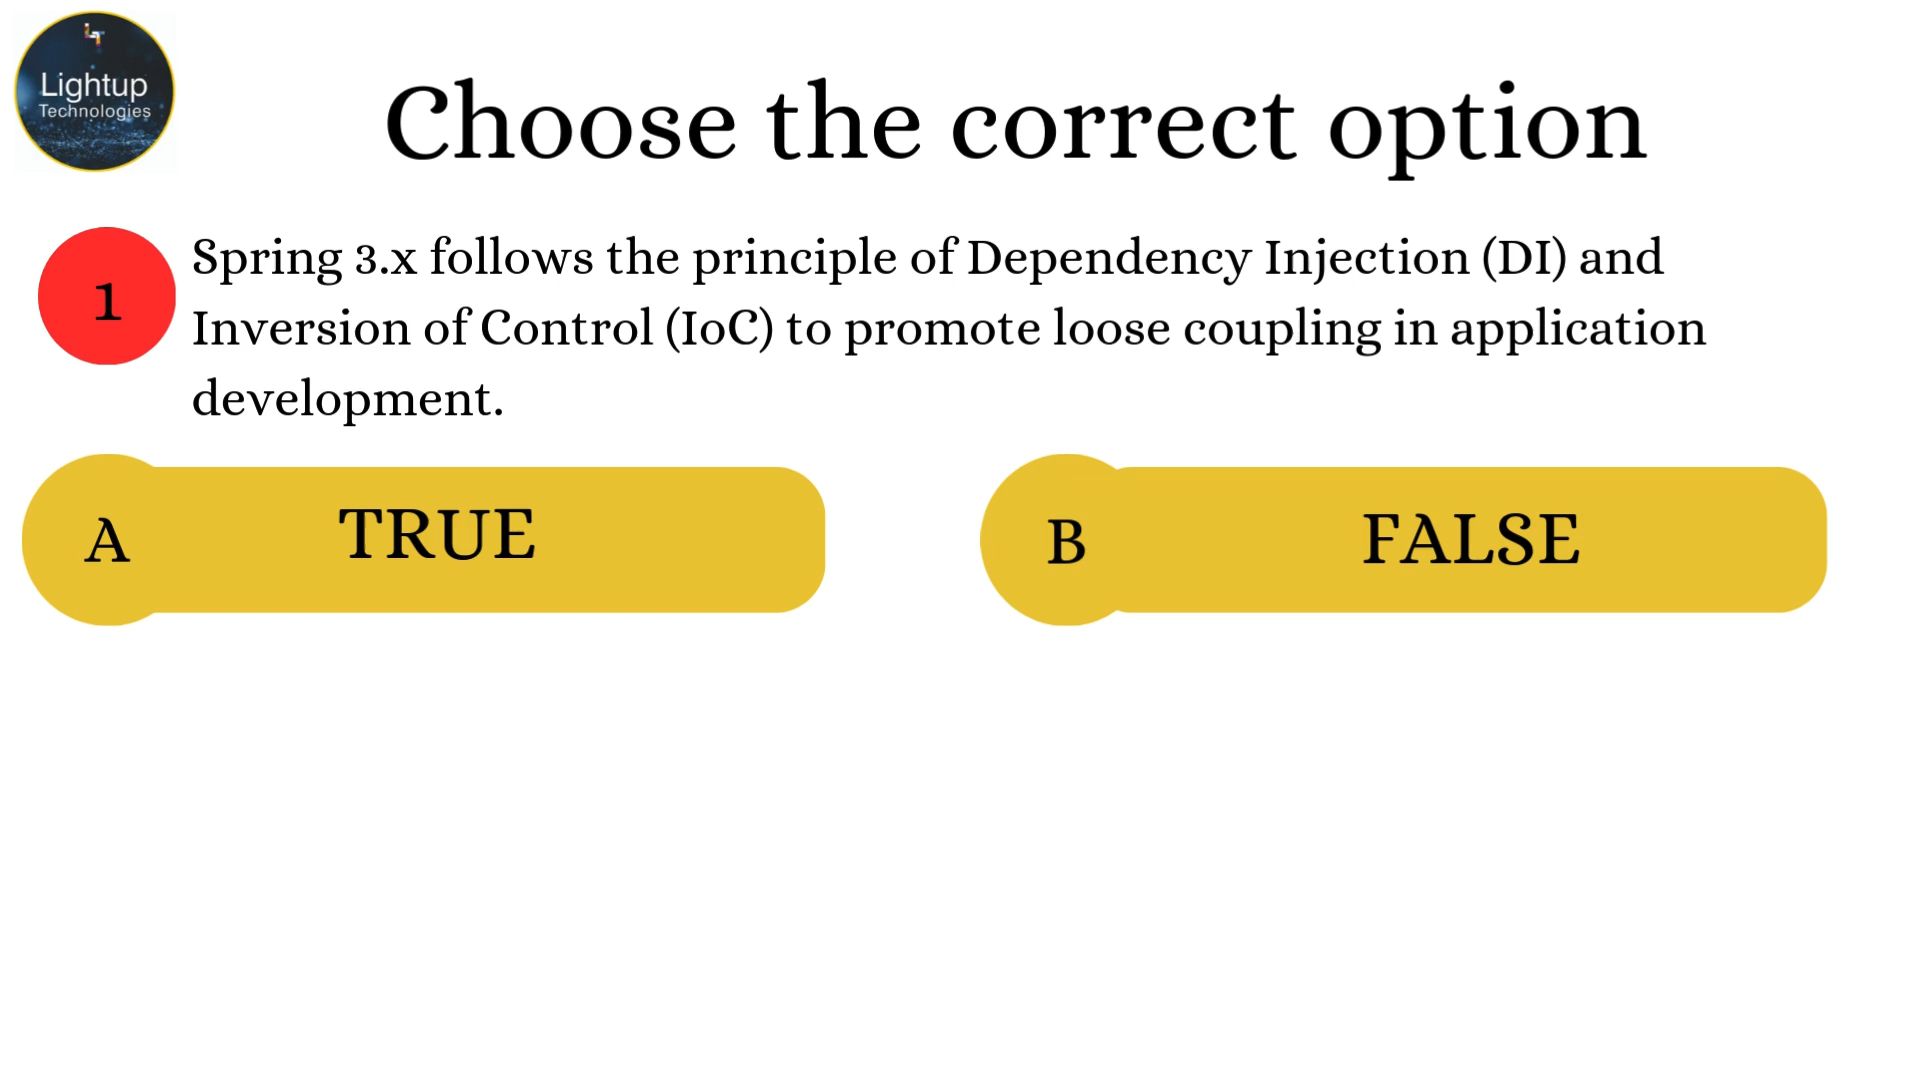 Lightup
Technologies
Choose the correct option
1
Spring 3.x follows the principle of Dependency Injection (DI) and
Inversion of Control (IoC) to promote loose coupling in application
development.
A TRUE
B FALSE